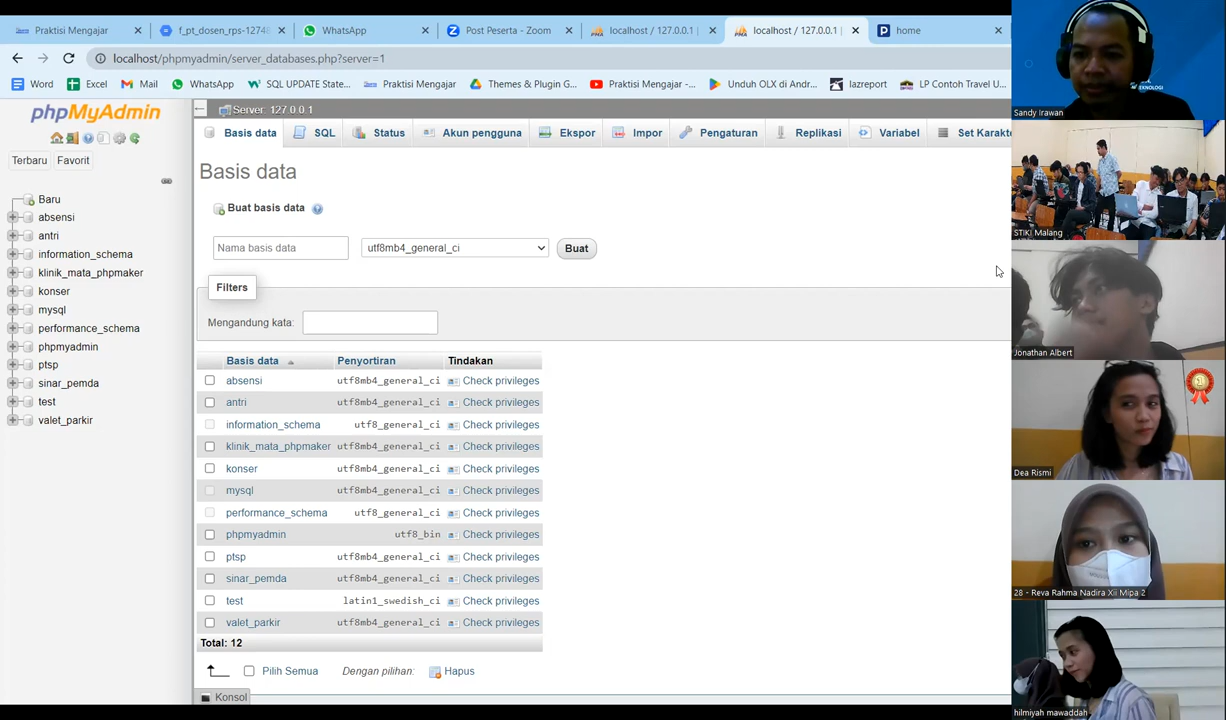 Praktisi Mengajar
f_pt_dosen_rps-12748
WhatsApp
Post Peserta - Zoom
localhost / 127.0.0.1 |
localhost / 127.0.0.1 |
home
localhost/phpmyadmin/server_databases.php?server=1
Word
Excel
Mail
WhatsApp
SQL UPDATE State...
Praktisi Mengajar
Themes & Plugin G...
Praktisi Mengajar -...
Unduh OLX di Andr...
lazreport
LP Contoh Travel U...
phpMyAdmin
Terbaru
Favorit
Baru
absensi
antri
information_schema
klinik_mata_phpmaker
konser
mysql
performance_schema
phpmyadmin
ptsp
sinar_pemda
test
valet_parkir
Server: 127.0.0.1
Basis data
SQL
Status
Akun pengguna
Ekspor
Impor
Pengaturan
Replikasi
Variabel
Set Karakte
Basis data
Buat basis data
Nama basis data
utf8mb4_general_ci
Buat
Filters
Mengandung kata:
Basis data Penyortiran Tindakan
absensi utf8mb4_general_ci Check privileges
antri utf8mb4_general_ci Check privileges
information_schema utf8_general_ci Check privileges
klinik_mata_phpmaker utf8mb4_general_ci Check privileges
konser utf8mb4_general_ci Check privileges
mysql utf8mb4_general_ci Check privileges
performance_schema utf8_general_ci Check privileges
phpmyadmin utf8_bin Check privileges
ptsp utf8mb4_general_ci Check privileges
sinar_pemda utf8mb4_general_ci Check privileges
test latin1_swedish_ci Check privileges
valet_parkir utf8mb4_general_ci Check privileges
Total: 12
Pilih Semua
Dengan pilihan:
Hapus
Konsol
Sandy Irawan
STIKI Malang
Jonathan Albert
Dea Rismi
28 - Reva Rahma Nadira Xii Mipa 2
hilmiyah mawaddah